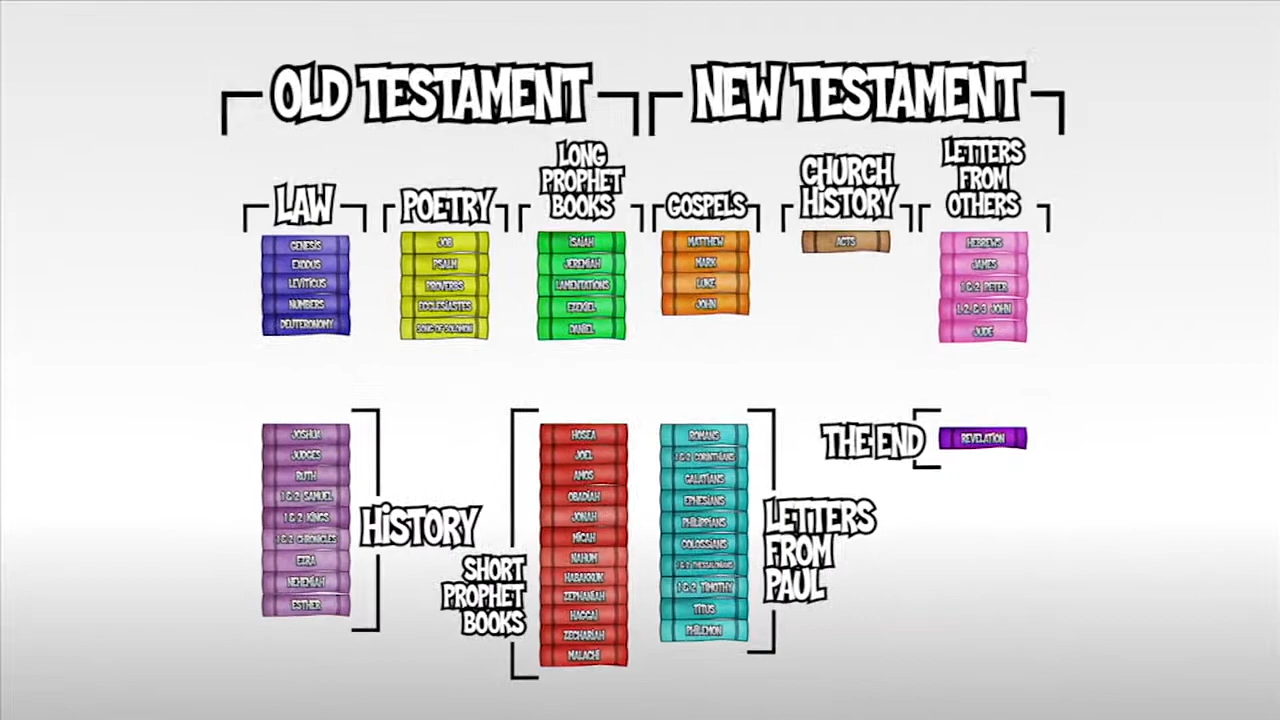 OLD TESTAMENT
NEW TESTAMENT
LAW
GENESIS
EXODUS
LEVITICUS
NUMBERS
DEUTERONOMY
POETRY
JOB
PSALM
PROVERBS
ECCLESIASTES
SONG OF SOLOMON
LONG
PROPHET
BOOKS
ISAIAH
JEREMIAH
LAMENTATIONS
EZEKIEL
DANIEL
GOSPELS
MATTHEW
MARK
LUKE
JOHN
CHURCH
HISTORY
ACTS
LETTERS
FROM
OTHERS
HEBREWS
JAMES
1 & 2 PETER
1, 2, & 3 JOHN
JUDE
JOSHUA
JUDGES
RUTH
1 & 2 SAMUEL
1 & 2 KINGS
1 & 2 CHRONICLES
EZRA
NEHEMIAH
ESTHER
HISTORY
SHORT
PROPHET
BOOKS
HOSEA
JOEL
AMOS
OBADIAH
JONAH
MICAH
NAHUM
HABAKKUK
ZEPHANIAH
HAGGAI
ZECHARIAH
MALACHI
ROMANS
1 & 2 CORINTHIANS
GALATIANS
EPHESIANS
PHILIPPIANS
COLOSSIANS
1 & 2 THESSALONIANS
1 & 2 TIMOTHY
TITUS
PHILEMON
LETTERS
FROM
PAUL
THE END
REVELATION